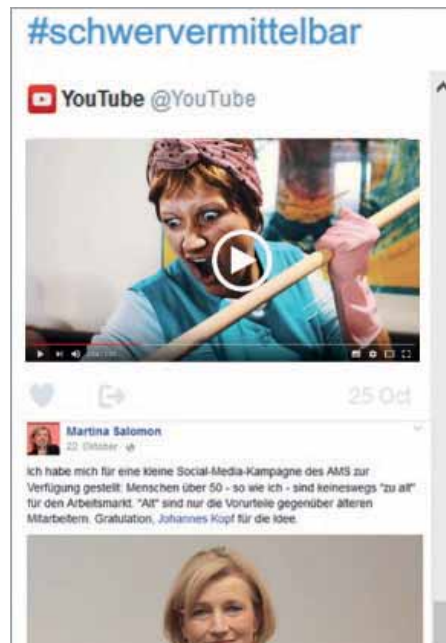 #schwervermittelbar
YouTube @YouTube
25 Oct
Martina Salomon
22. Oktober
Ich habe mich für eine kleine Social-Media-Kampagne des AMS zur
Verfügung gestellt: Menschen über 50 - so wie ich - sind keineswegs "zu alt"
für den Arbeitsmarkt. "Alt" sind nur die Vorurteile gegenüber älteren
Mitarbeitern. Gratulation, Johannes Kopf für die Idee.